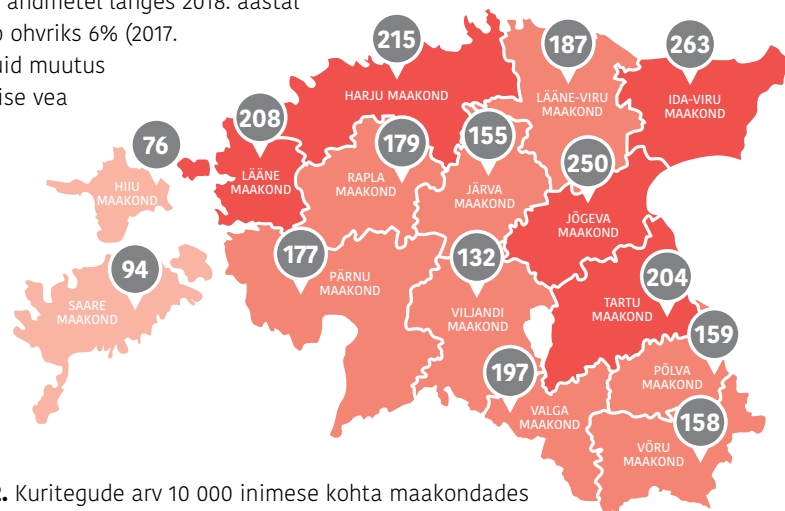 andmetel langes 2018. aastal
ohvriks 6% (2017.
muutus
vea
215
HARJU MAAKOND
187
LÄÄNE-VIRU
MAAKOND
263
IDA-VIRU
MAAKOND
208
LÄÄNE
MAAKOND
76
HIIU
MAAKOND
179
RAPLA
MAAKOND
155
JÄRVA
MAAKOND
250
JÕGEVA
MAAKOND
94
SAARE
MAAKOND
177
PÄRNU
MAAKOND
132
VILJANDI
MAAKOND
204
TARTU
MAAKOND
159
PÕLVA
MAAKOND
197
VALGA
MAAKOND
158
VÕRU
MAAKOND
. Kuritegude arv 10 000 inimese kohta maakondades